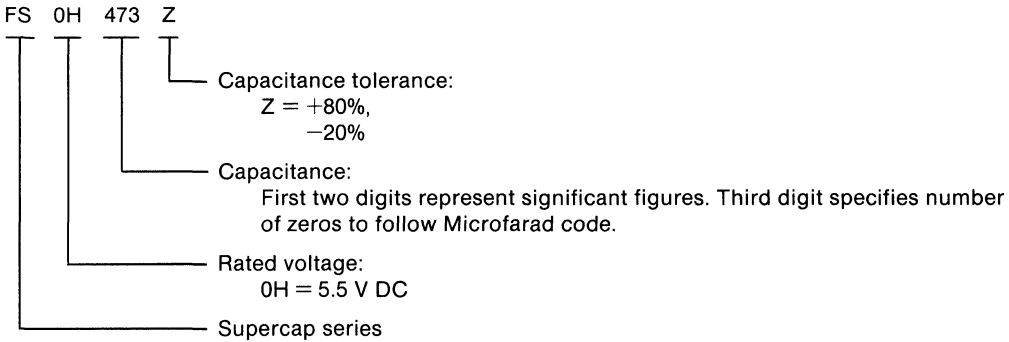 FS 0H 473 Z
Capacitance tolerance:
Z = +80%,
−20%
Capacitance:
First two digits represent significant figures. Third digit specifies number
of zeros to follow Microfarad code.
Rated voltage:
0H = 5.5 V DC
Supercap series